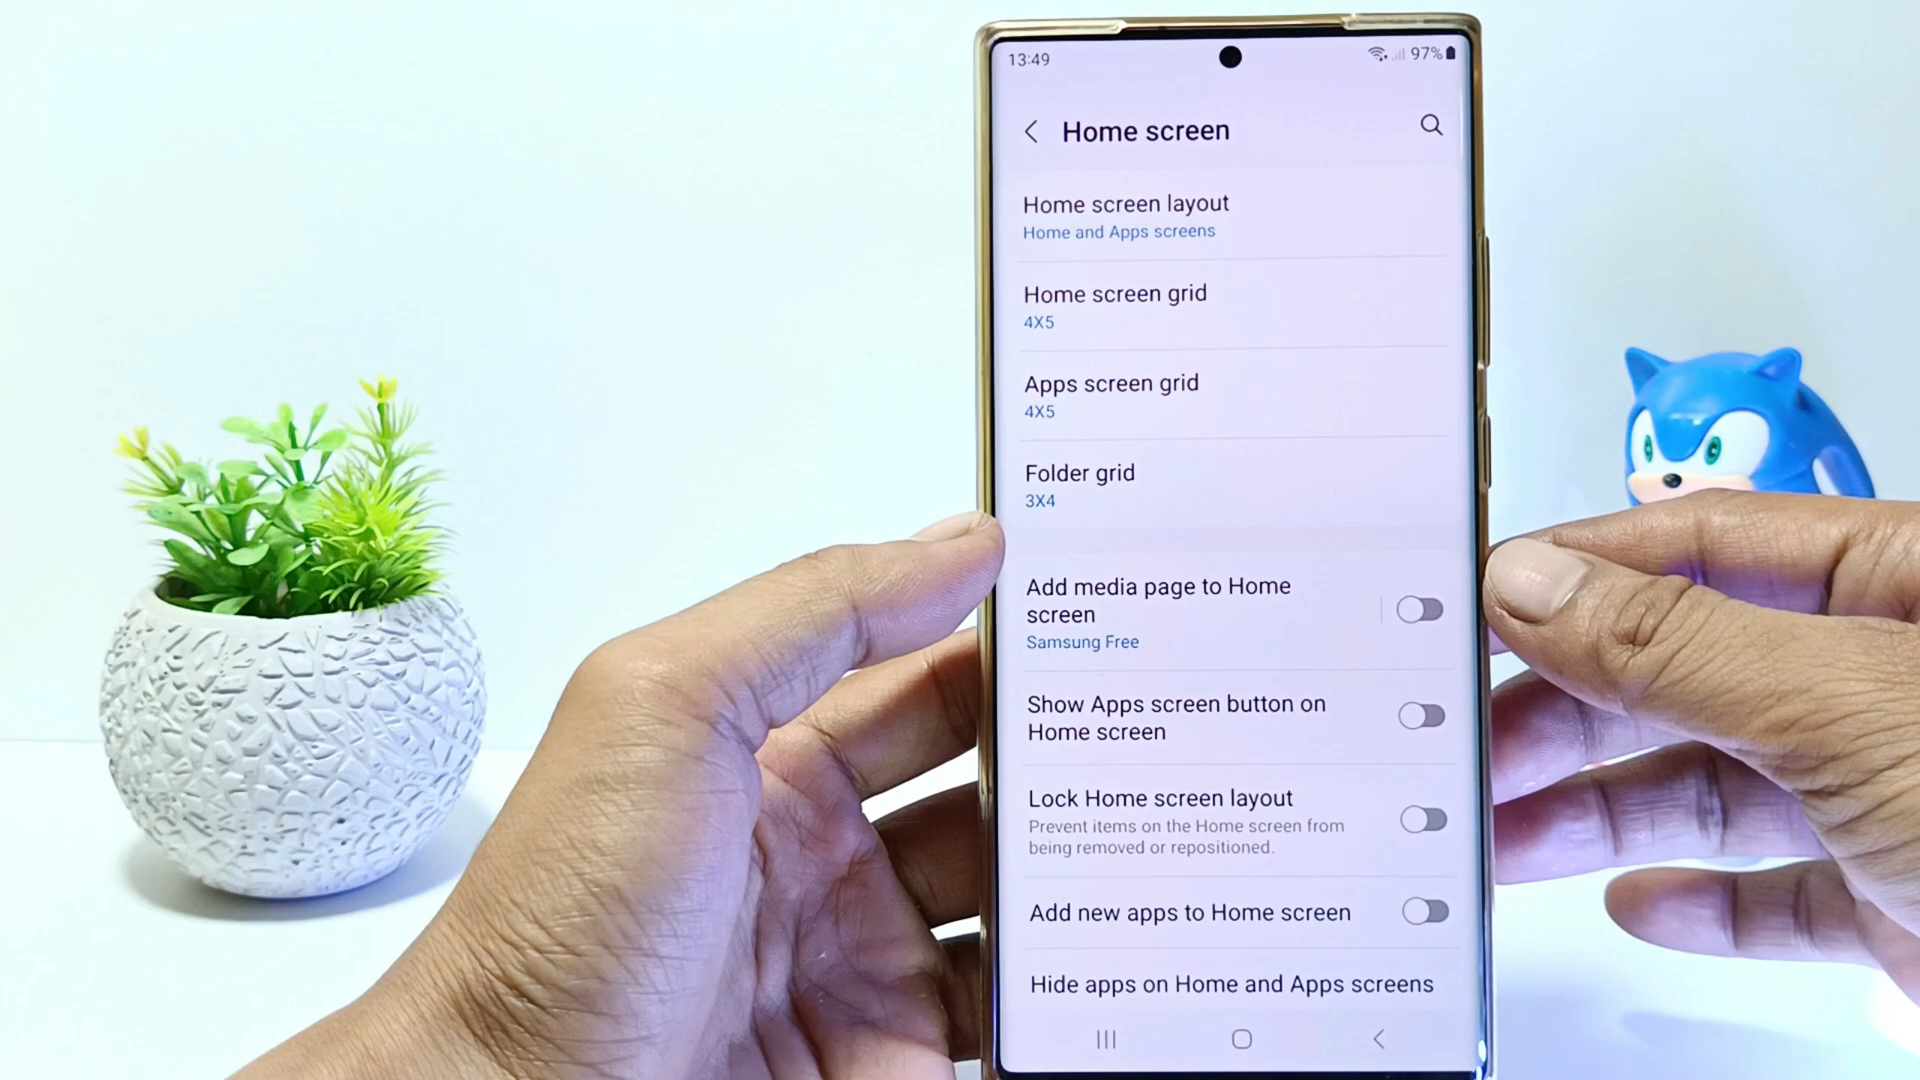 13:49
97%
Home screen
Home screen layout
Home and Apps screens
Home screen grid
4X5
Apps screen grid
4X5
Folder grid
3X4
Add media page to Home
screen
Samsung Free
Show Apps screen button on
Home screen
Lock Home screen layout
Prevent items on the Home screen from
being removed or repositioned.
Add new apps to Home screen
Hide apps on Home and Apps screens